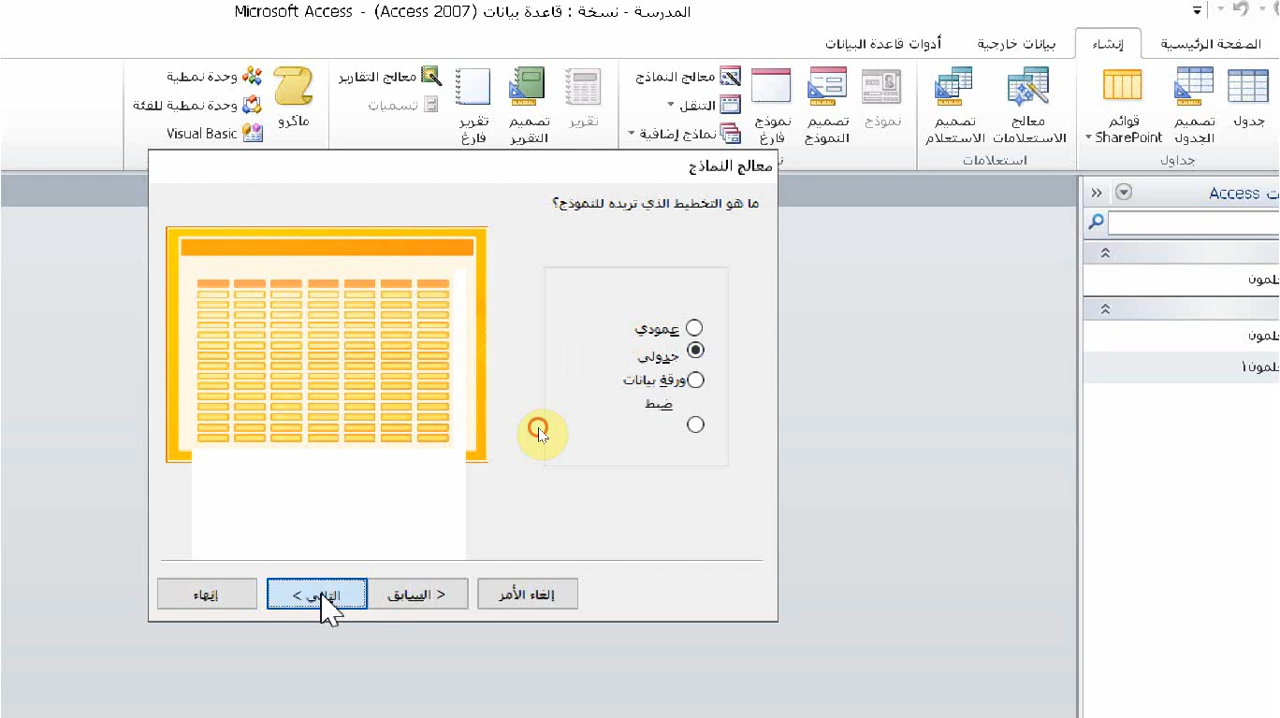 المدرسة - نسخة : قاعدة بيانات (Access 2007) - Microsoft Access
الصفحة الرئيسية
إنشاء
بيانات خارجية
أدوات قاعدة البيانات
جدول
تصميم الجدول
قوائم SharePoint
جداول
معالج الاستعلامات
تصميم الاستعلام
استعلامات
نموذج
تصميم النموذج
نموذج فارغ
معالج النماذج
التنقل
نماذج إضافية
تقرير
تصميم التقرير
تقرير فارغ
معالج التقارير
تسميات
ماكرو
وحدة نمطية
وحدة نمطية للفئة
Visual Basic
معالج النماذج
ما هو التخطيط الذي تريده للنموذج؟
عمودي
جدولي
ورقة بيانات
ضبط
إلغاء الأمر
< السابق
التالي >
إنهاء
Access